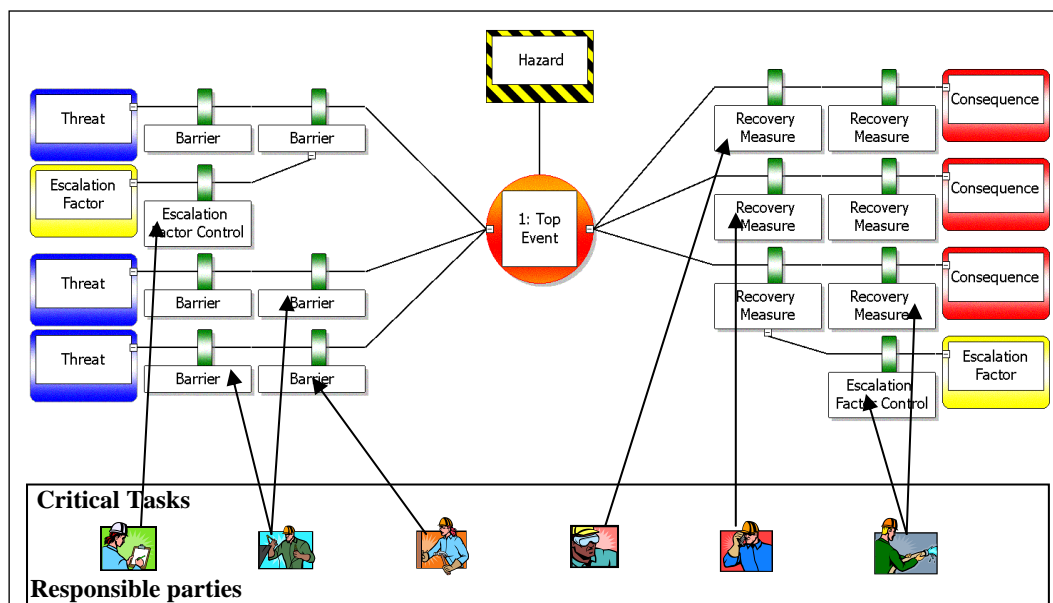 Hazard
Threat
Barrier
Barrier
Recovery
Measure
Recovery
Measure
Consequence
Escalation
Factor
Escalation
Factor Control
1: Top
Event
Recovery
Measure
Recovery
Measure
Consequence
Threat
Barrier
Barrier
Recovery
Measure
Recovery
Measure
Consequence
Threat
Barrier
Barrier
Escalation
Factor Control
Escalation
Factor
Critical Tasks
Responsible parties